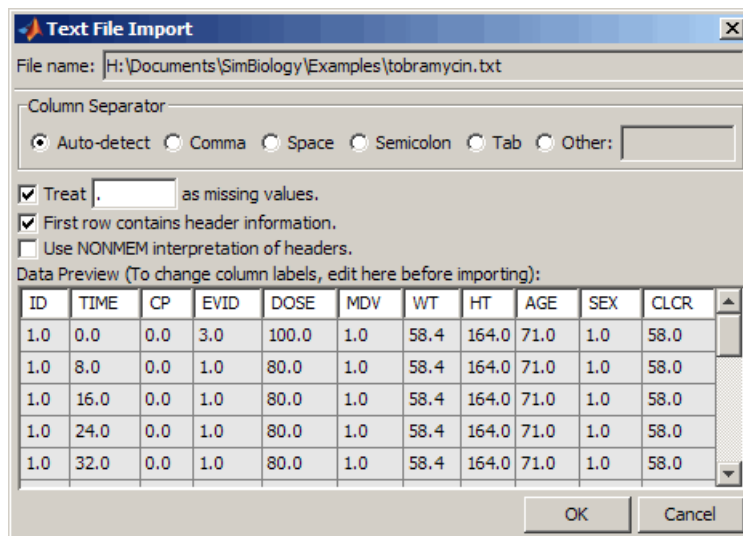 Text File Import
File name: H:\Documents\SimBiology\Examples\tobramycin.txt
Column Separator
Auto-detect Comma Space Semicolon Tab Other:
Treat . as missing values.
First row contains header information.
Use NONMEM interpretation of headers.
Data Preview (To change column labels, edit here before importing):
ID TIME CP EVID DOSE MDV WT HT AGE SEX CLCR
1.0 0.0 0.0 3.0 100.0 1.0 58.4 164.0 71.0 1.0 58.0
1.0 8.0 0.0 1.0 80.0 1.0 58.4 164.0 71.0 1.0 58.0
1.0 16.0 0.0 1.0 80.0 1.0 58.4 164.0 71.0 1.0 58.0
1.0 24.0 0.0 1.0 80.0 1.0 58.4 164.0 71.0 1.0 58.0
1.0 32.0 0.0 1.0 80.0 1.0 58.4 164.0 71.0 1.0 58.0
OK Cancel